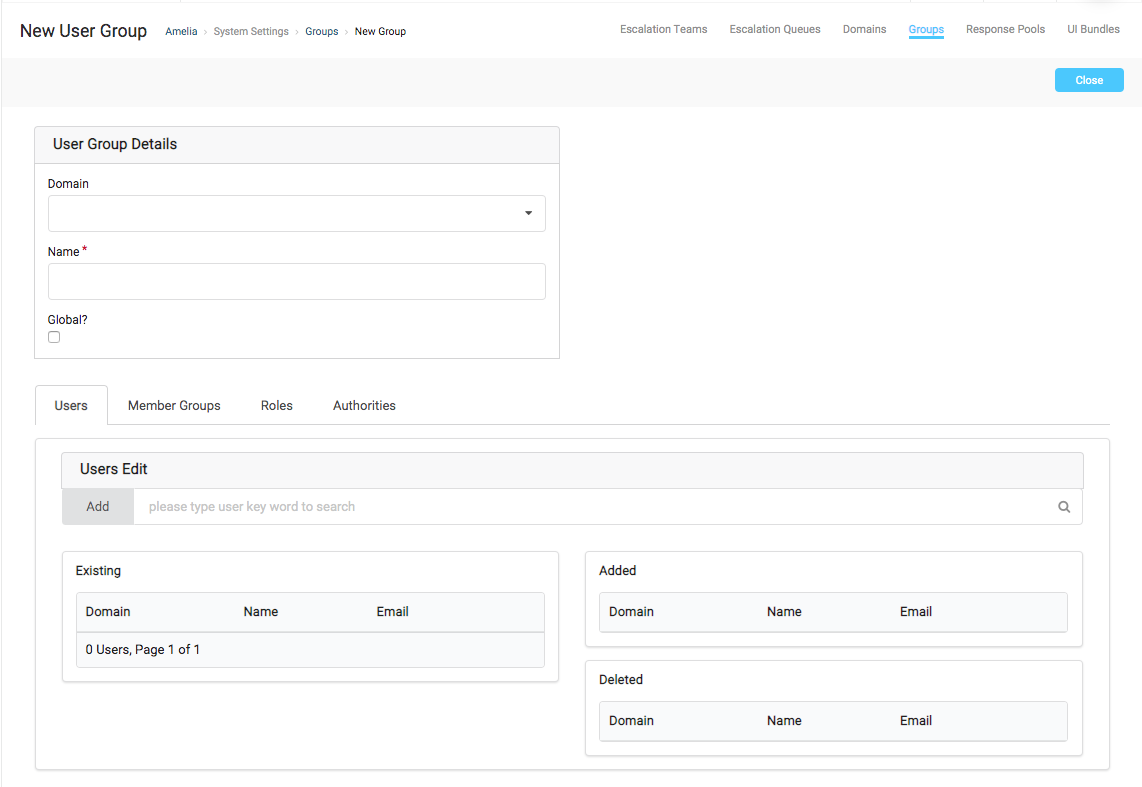 New User Group Amelia › System Settings › Groups › New Group Escalation Teams Escalation Queues Domains Groups Response Pools UI Bundles
Close
User Group Details
Domain
Name *
Global?
Users Member Groups Roles Authorities
Users Edit
Add please type user key word to search
Existing
Domain Name Email
0 Users, Page 1 of 1
Added
Domain Name Email
Deleted
Domain Name Email